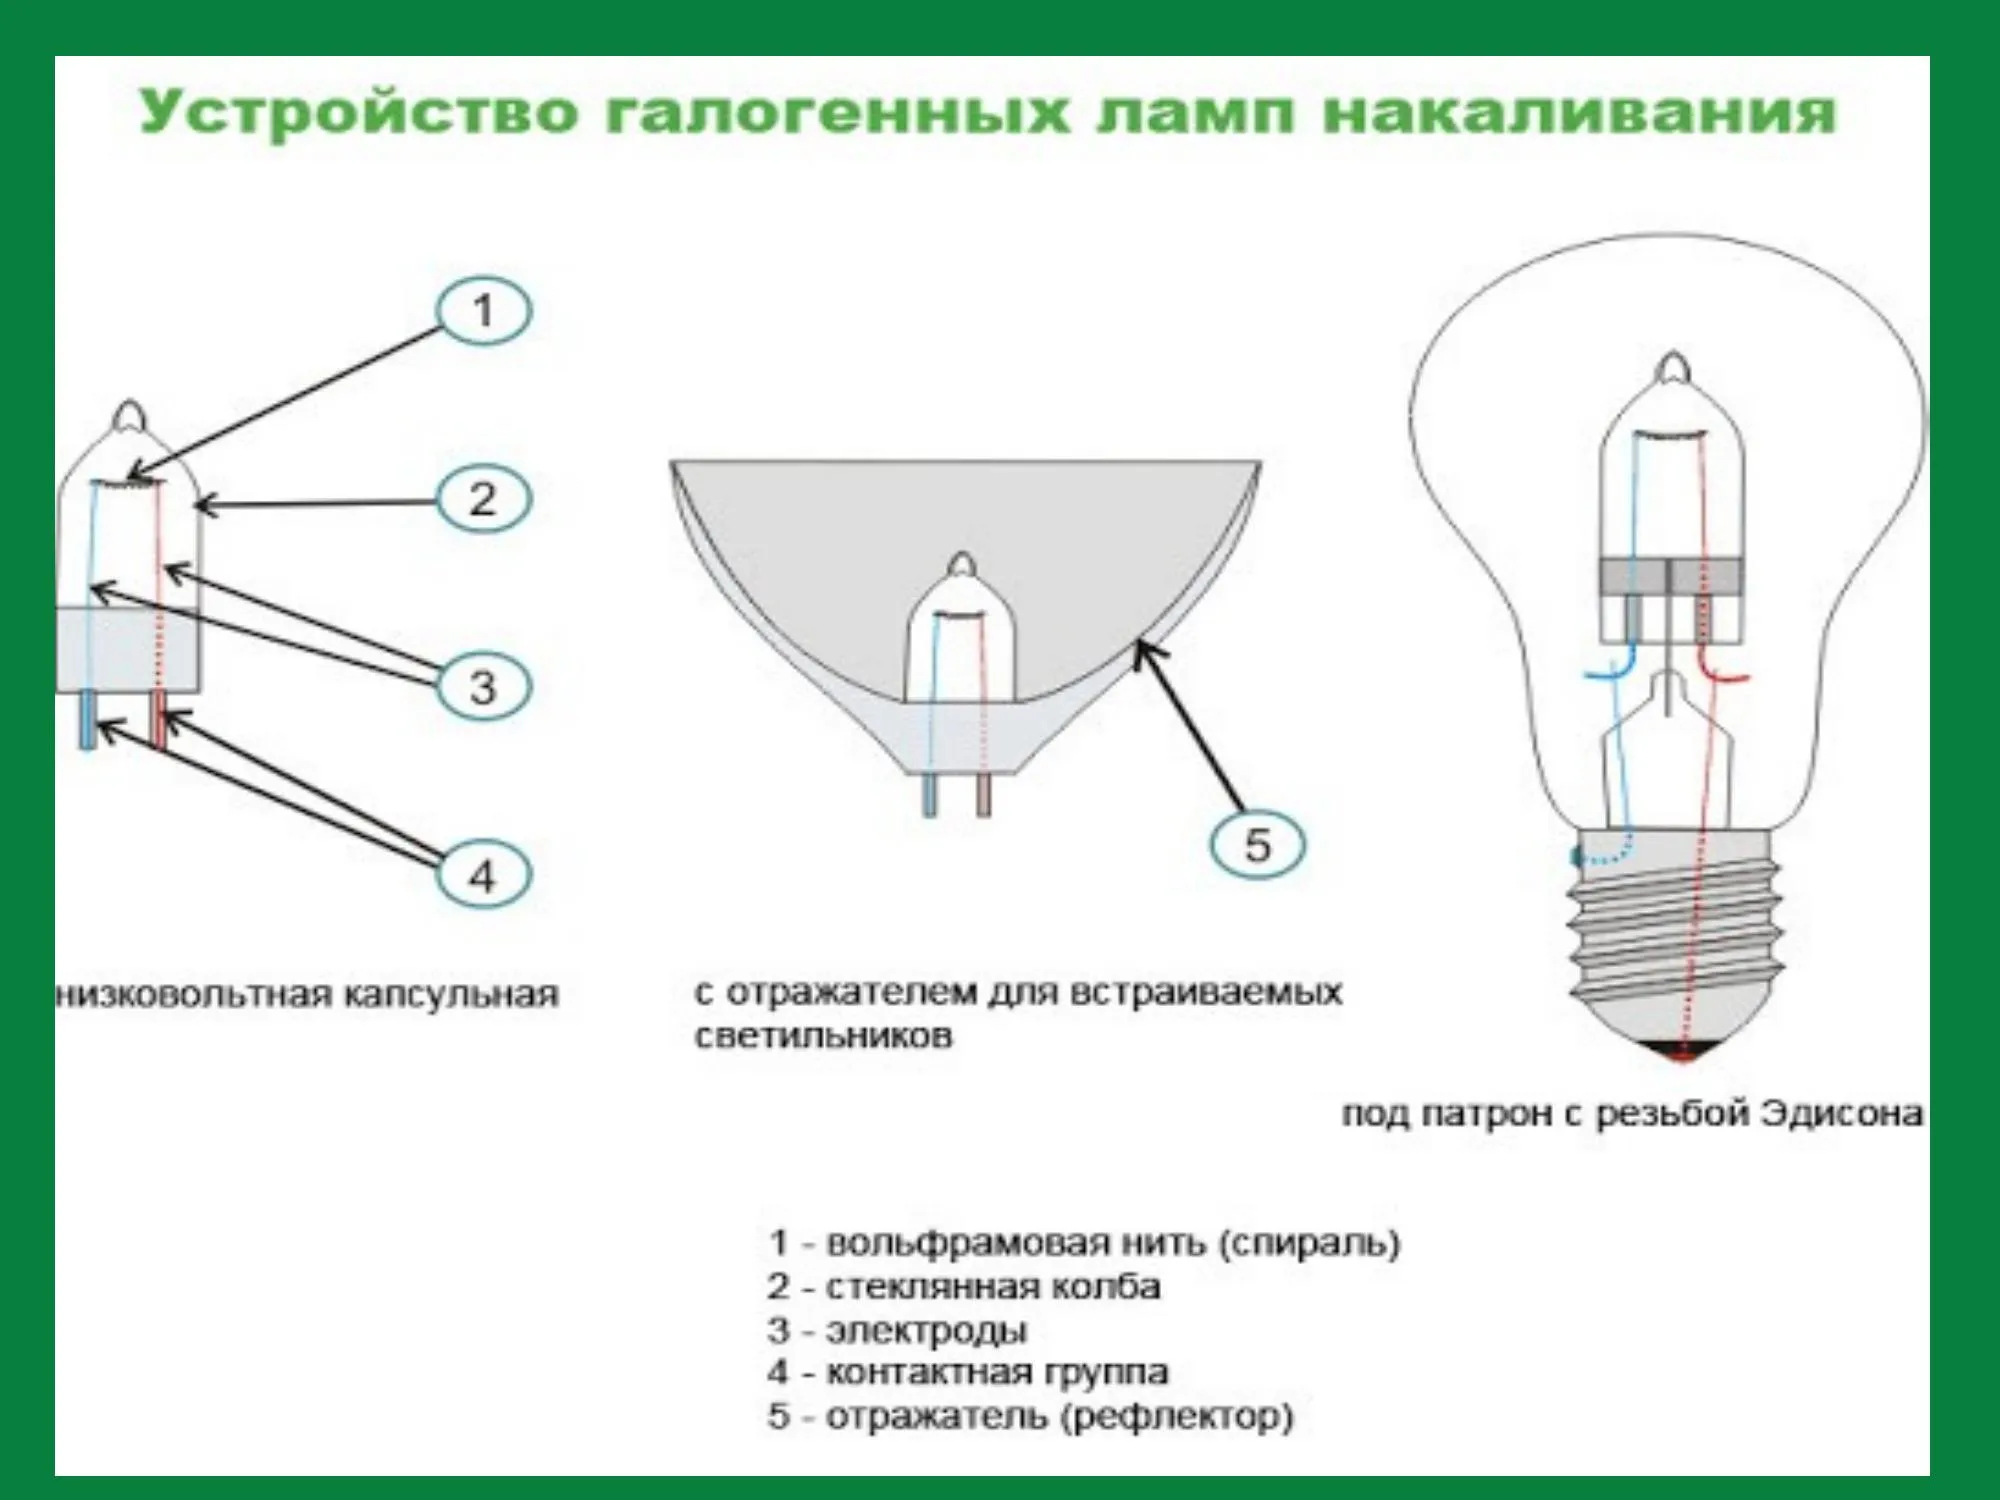 Устройство галогенных ламп накаливания
1
2
3
4
5
низковольтная капсульная
с отражателем для встраиваемых
светильников
под патрон с резьбой Эдисона
1 - вольфрамовая нить (спираль)
2 - стеклянная колба
3 - электроды
4 - контактная группа
5 - отражатель (рефлектор)